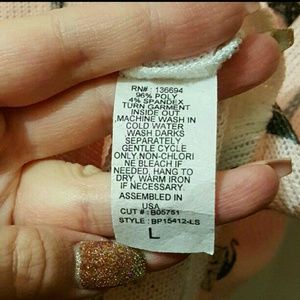 RN# : 136694
96% POLY
4% SPANDEX
TURN GARMENT
INSIDE OUT
,MACHINE WASH IN
COLD WATER
WASH DARKS
SEPARATELY
GENTLE CYCLE
ONLY.NON-CHLORI
NE BLEACH IF
NEEDED, HANG TO
DRY, WARM IRON
IF NECESSARY.
ASSEMBLED IN
USA
CUT # : B05751
STYLE : BP15412-LS
L